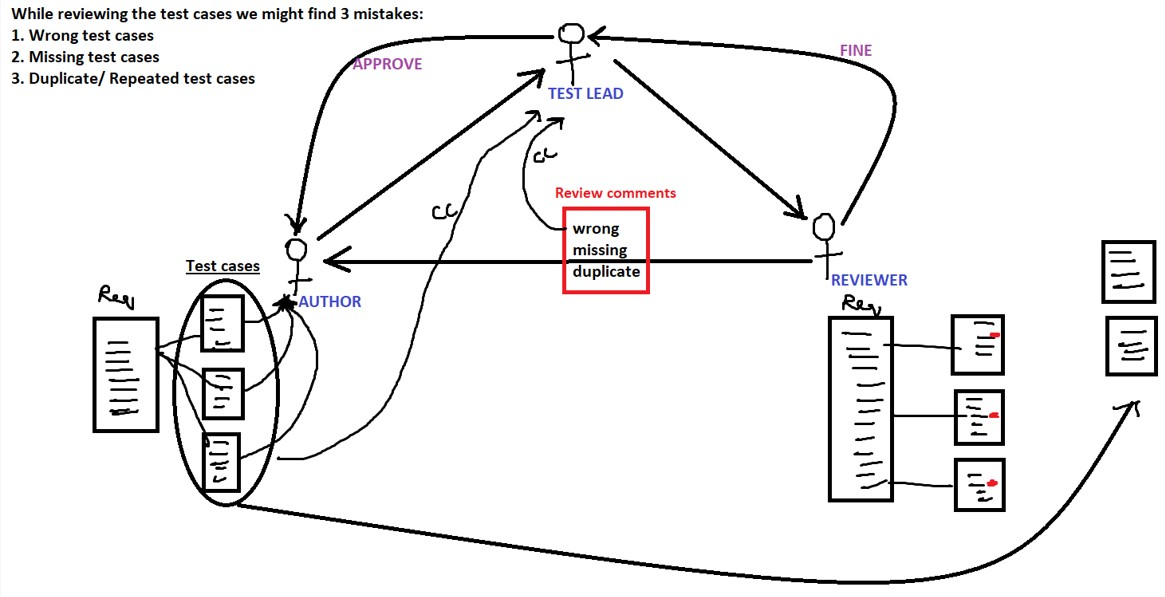 While reviewing the test cases we might find 3 mistakes:
1. Wrong test cases
2. Missing test cases
3. Duplicate/ Repeated test cases
APPROVE
FINE
TEST LEAD
CC
CC
Review comments
wrong
missing
duplicate
Test cases
AUTHOR
REVIEWER
Req
Req